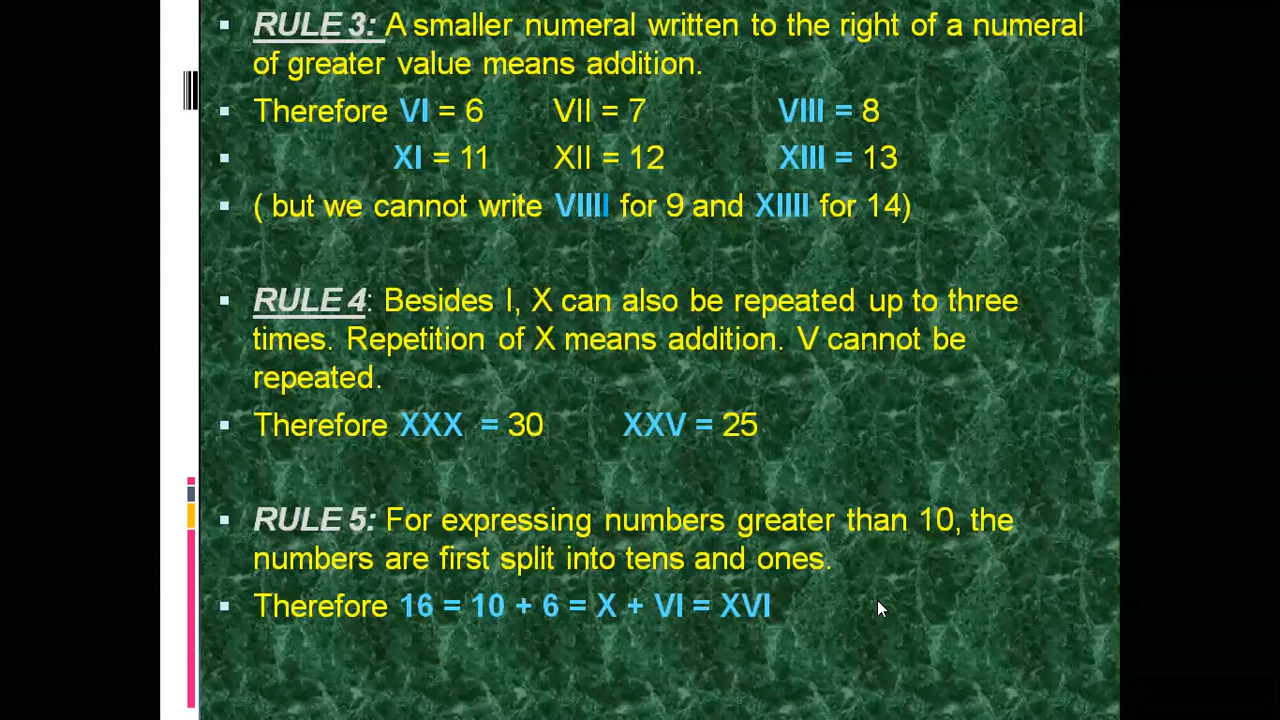 ▪ RULE 3: A smaller numeral written to the right of a numeral
of greater value means addition.
▪ Therefore VI = 6 VII = 7 VIII = 8
▪ XI = 11 XII = 12 XIII = 13
▪ ( but we cannot write VIIII for 9 and XIIII for 14)
▪ RULE 4: Besides I, X can also be repeated up to three
times. Repetition of X means addition. V cannot be
repeated.
▪ Therefore XXX = 30 XXV = 25
▪ RULE 5: For expressing numbers greater than 10, the
numbers are first split into tens and ones.
▪ Therefore 16 = 10 + 6 = X + VI = XVI